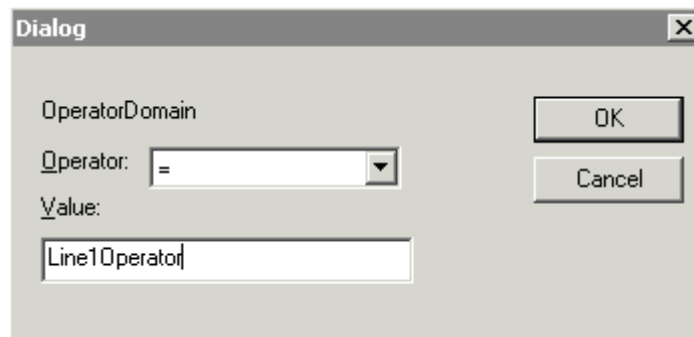 Dialog
OperatorDomain
Operator: =
Value:
Line1Operator
OK
Cancel